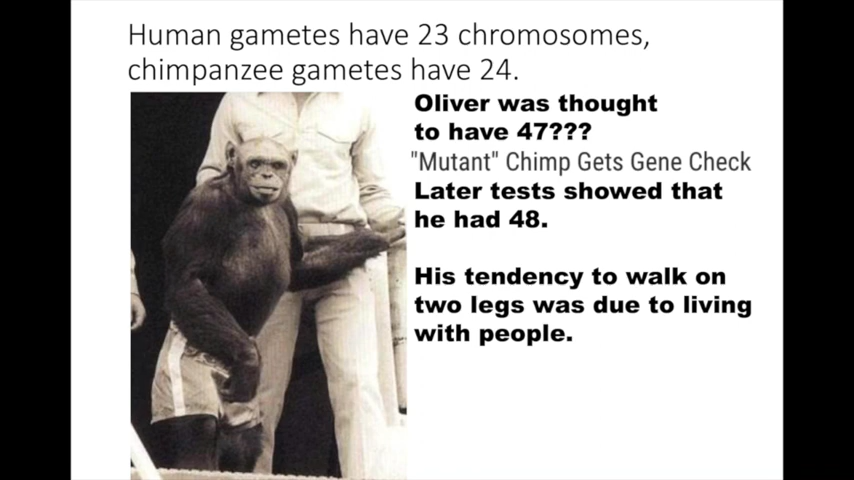 Human gametes have 23 chromosomes,
chimpanzee gametes have 24.
Oliver was thought
to have 47???
"Mutant" Chimp Gets Gene Check
Later tests showed that
he had 48.
His tendency to walk on
two legs was due to living
with people.